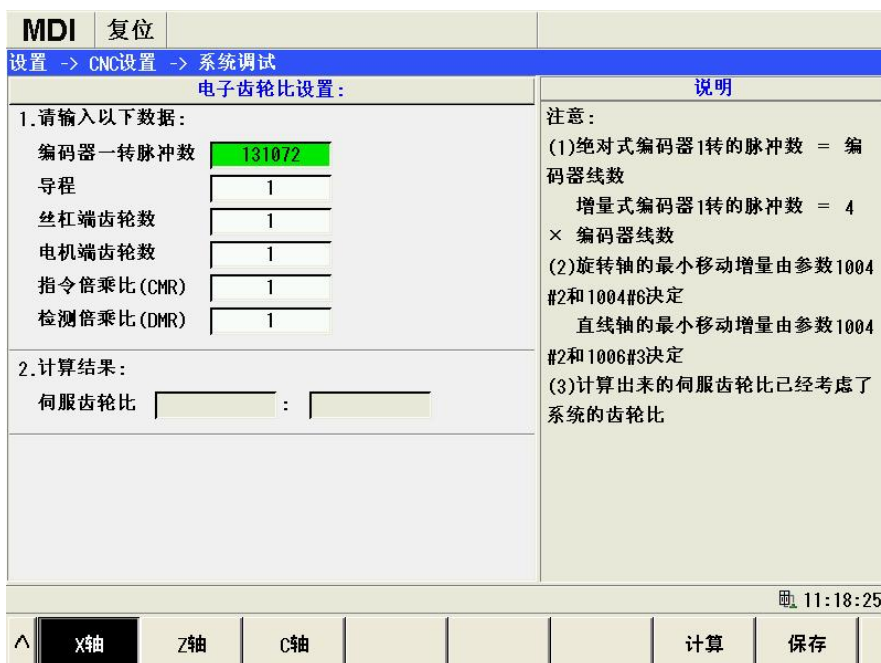 MDI 复位
设置 -> CNC设置 -> 系统调试
电子齿轮比设置:
1.请输入以下数据:
编码器一转脉冲数 131072
导程 1
丝杠端齿轮数 1
电机端齿轮数 1
指令倍乘比(CMR) 1
检测倍乘比(DMR) 1
2.计算结果:
伺服齿轮比 :
说明
注意:
(1)绝对式编码器1转的脉冲数 = 编
码器线数
增量式编码器1转的脉冲数 = 4
× 编码器线数
(2)旋转轴的最小移动增量由参数1004
#2和1004#6决定
直线轴的最小移动增量由参数1004
#2和1006#3决定
(3)计算出来的伺服齿轮比已经考虑了
系统的齿轮比
11:18:25
^ X轴 Z轴 C轴 计算 保存